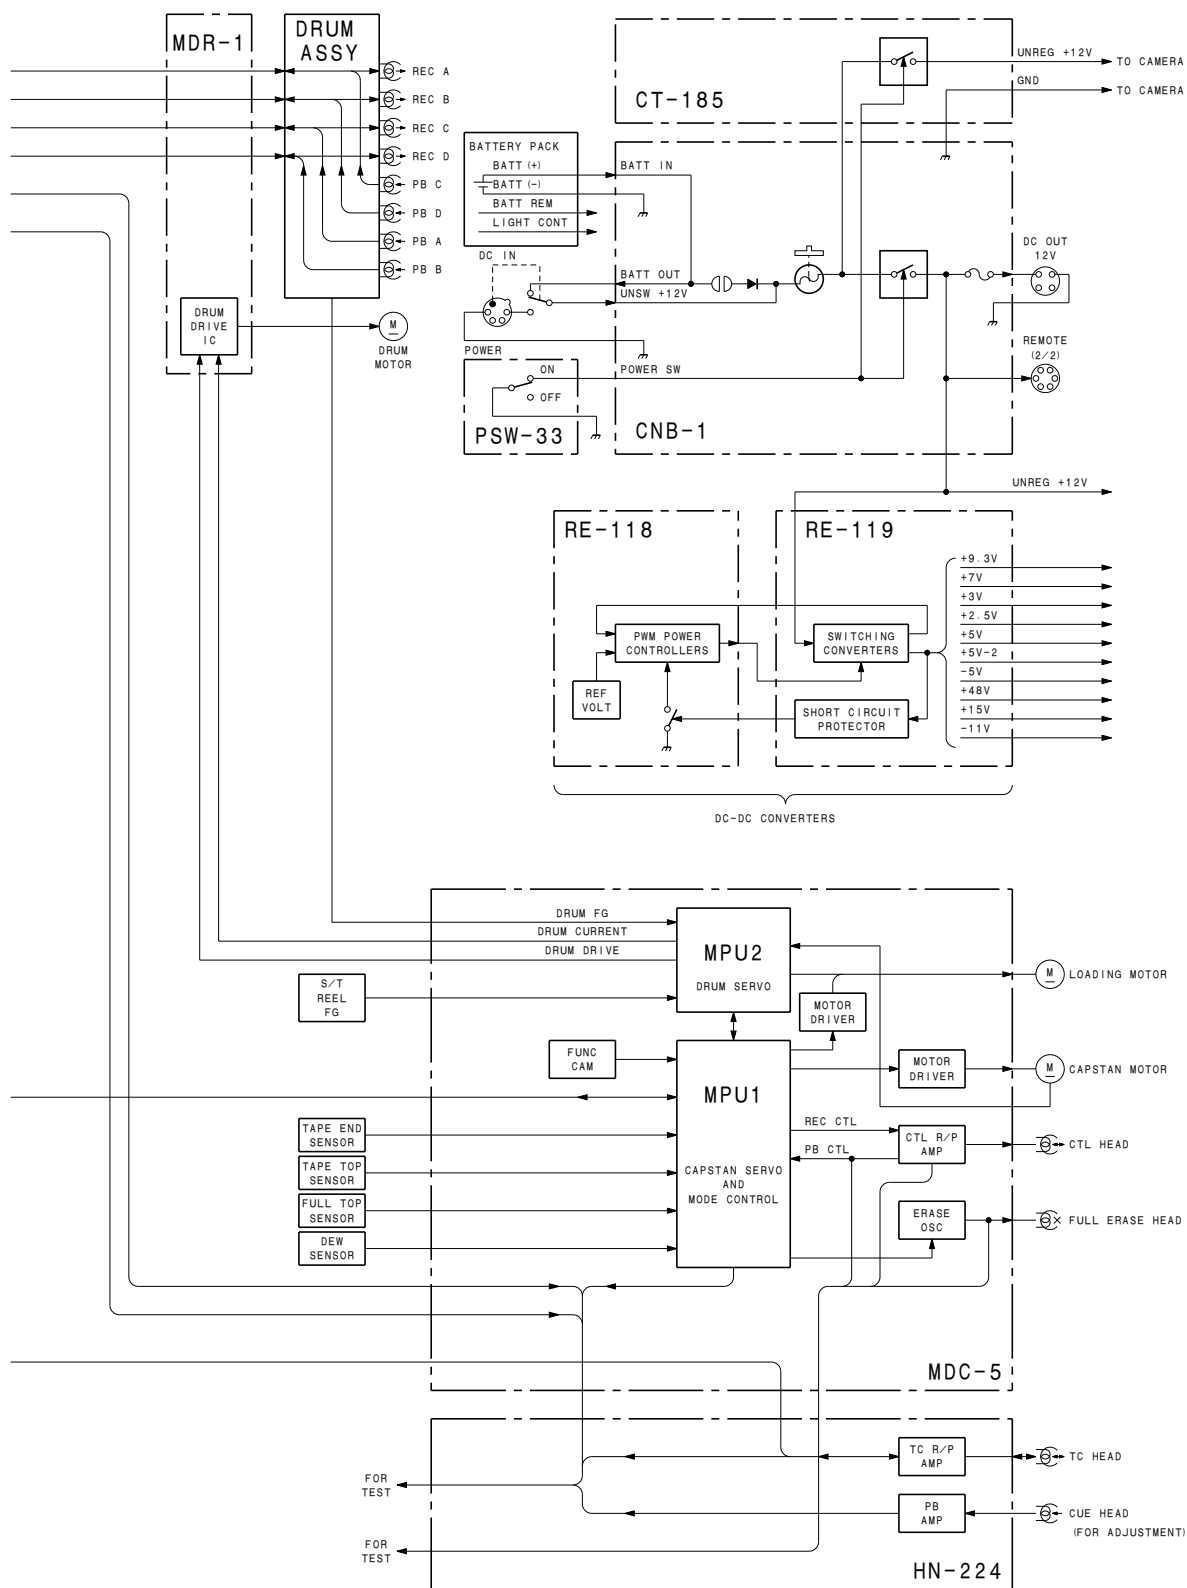 MDR-1
DRUM
ASSY
REC A
REC B
REC C
REC D
PB C
PB D
PB A
PB B
DRUM
DRIVE
IC
M
DRUM
MOTOR
CT-185
UNREG +12V
TO CAMERA
GND
TO CAMERA
BATTERY PACK
BATT (+)
BATT (-)
BATT REM
LIGHT CONT
BATT IN
DC IN
BATT OUT
UNSW +12V
DC OUT
12V
REMOTE
(2/2)
POWER
ON
OFF
PSW-33
POWER SW
CNB-1
UNREG +12V
RE-118
RE-119
PWM POWER
CONTROLLERS
REF
VOLT
SWITCHING
CONVERTERS
SHORT CIRCUIT
PROTECTOR
+9.3V
+7V
+3V
+2.5V
+5V
+5V-2
-5V
+48V
+15V
-11V
DC-DC CONVERTERS
DRUM FG
DRUM CURRENT
DRUM DRIVE
MPU2
DRUM SERVO
S/T
REEL
FG
MOTOR
DRIVER
M
LOADING MOTOR
FUNC
CAM
MPU1
CAPSTAN SERVO
AND
MODE CONTROL
MOTOR
DRIVER
M
CAPSTAN MOTOR
TAPE END
SENSOR
TAPE TOP
SENSOR
FULL TOP
SENSOR
DEW
SENSOR
REC CTL
PB CTL
CTL R/P
AMP
CTL HEAD
ERASE
OSC
FULL ERASE HEAD
MDC-5
TC R/P
AMP
TC HEAD
FOR
TEST
PB
AMP
CUE HEAD
(FOR ADJUSTMENT)
FOR
TEST
HN-224